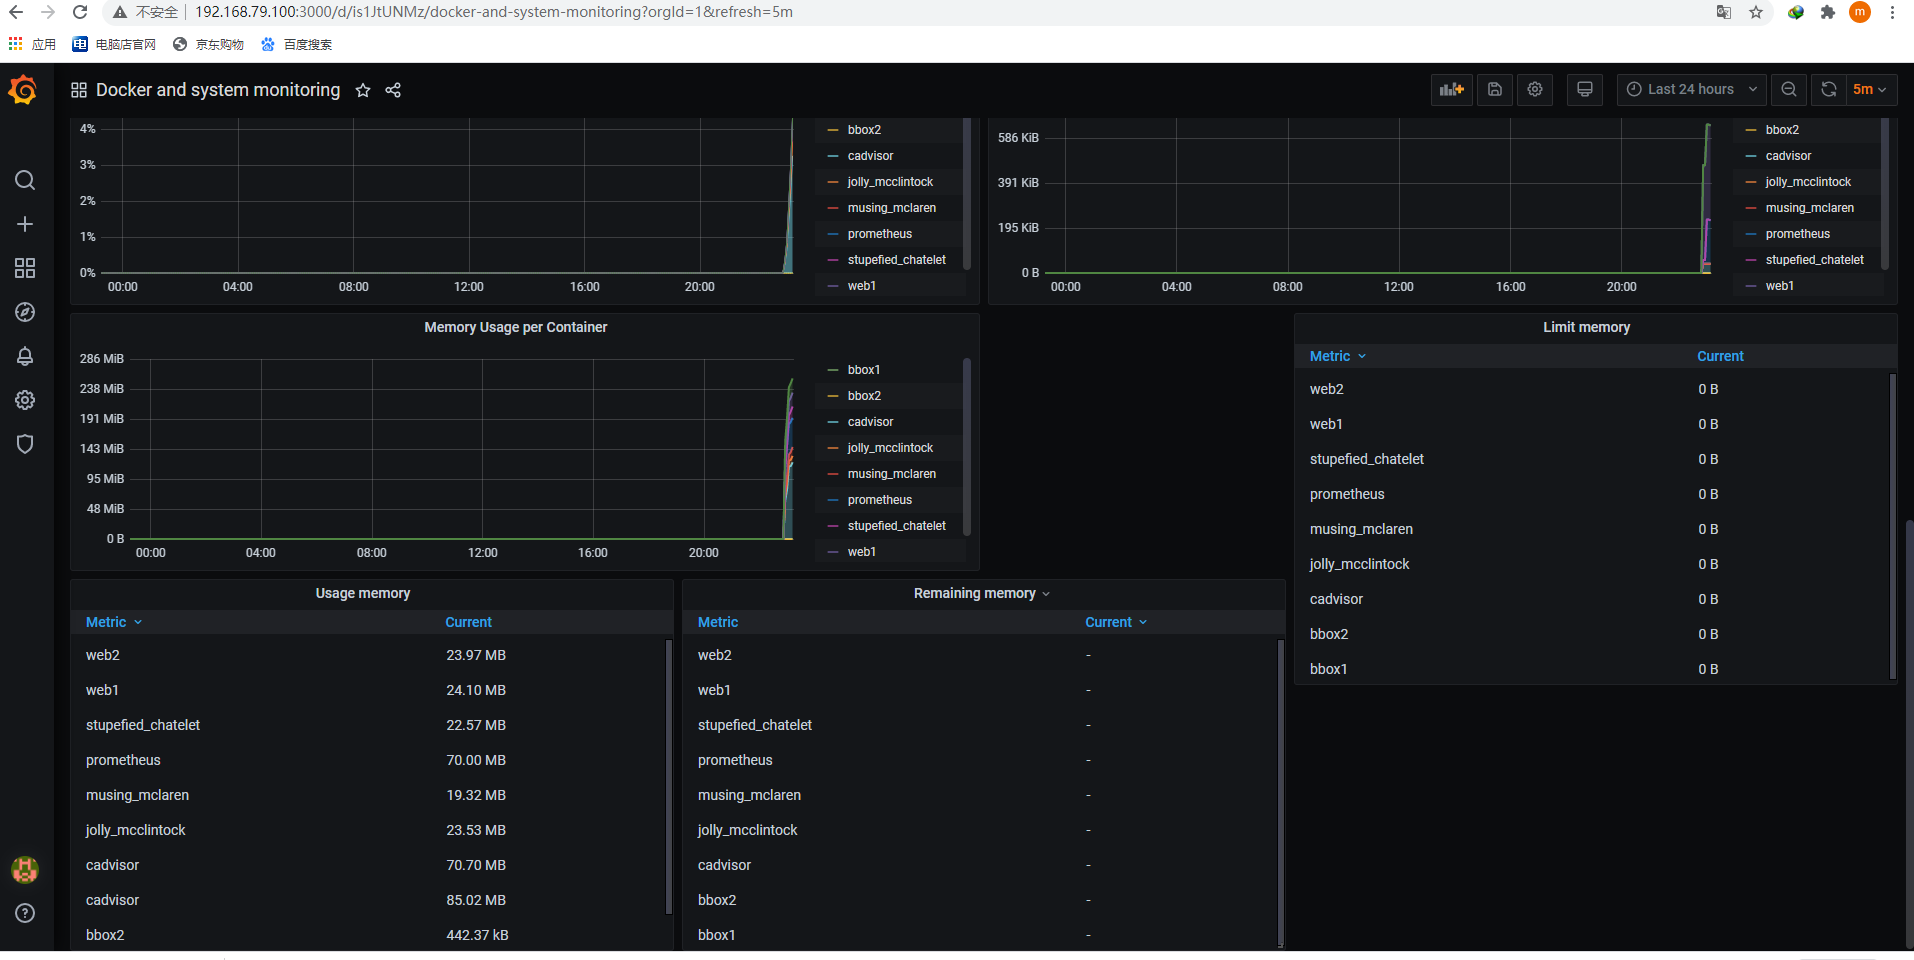 不安全 192.168.79.100:3000/d/is1JtUNMz/docker-and-system-monitoring?orgId=1&refresh=5m
m
应用 电脑店官网 京东购物 百度搜索
Docker and system monitoring
Last 24 hours
5m
4%
3%
2%
1%
0%
00:00 04:00 08:00 12:00 16:00 20:00
bbox2
cadvisor
jolly_mcclintock
musing_mclaren
prometheus
stupefied_chatelet
web1
586 KiB
391 KiB
195 KiB
0 B
00:00 04:00 08:00 12:00 16:00 20:00
bbox2
cadvisor
jolly_mcclintock
musing_mclaren
prometheus
stupefied_chatelet
web1
Memory Usage per Container
286 MiB
238 MiB
191 MiB
143 MiB
95 MiB
48 MiB
0 B
00:00 04:00 08:00 12:00 16:00 20:00
bbox1
bbox2
cadvisor
jolly_mcclintock
musing_mclaren
prometheus
stupefied_chatelet
web1
Limit memory
Metric Current
web2 0 B
web1 0 B
stupefied_chatelet 0 B
prometheus 0 B
musing_mclaren 0 B
jolly_mcclintock 0 B
cadvisor 0 B
bbox2 0 B
bbox1 0 B
Usage memory
Metric Current
web2 23.97 MB
web1 24.10 MB
stupefied_chatelet 22.57 MB
prometheus 70.00 MB
musing_mclaren 19.32 MB
jolly_mcclintock 23.53 MB
cadvisor 70.70 MB
cadvisor 85.02 MB
bbox2 442.37 kB
Remaining memory
Metric Current
web2 -
web1 -
stupefied_chatelet -
prometheus -
musing_mclaren -
jolly_mcclintock -
cadvisor -
bbox2 -
bbox1 -